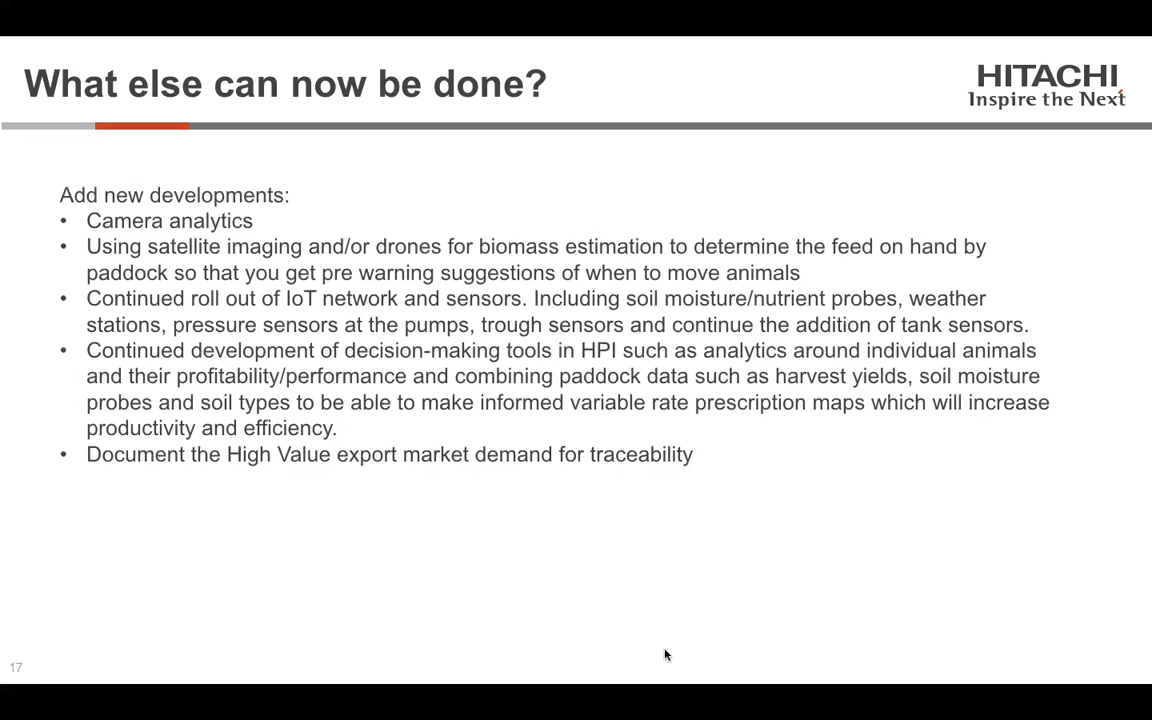 What else can now be done?
HITACHI
Inspire the Next
Add new developments:
• Camera analytics
• Using satellite imaging and/or drones for biomass estimation to determine the feed on hand by
paddock so that you get pre warning suggestions of when to move animals
• Continued roll out of IoT network and sensors. Including soil moisture/nutrient probes, weather
stations, pressure sensors at the pumps, trough sensors and continue the addition of tank sensors.
• Continued development of decision-making tools in HPI such as analytics around individual animals
and their profitability/performance and combining paddock data such as harvest yields, soil moisture
probes and soil types to be able to make informed variable rate prescription maps which will increase
productivity and efficiency.
• Document the High Value export market demand for traceability
17